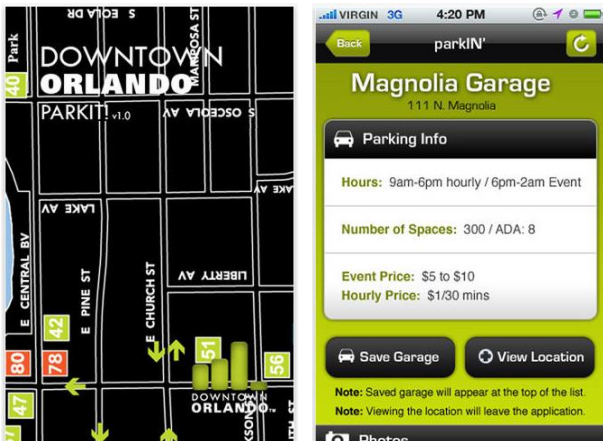 S EOLA DR
Park
40
DOWNTOWN
ORLANDO
MARIPOSA ST
PARKIT! v1.0
S OSCEOLA AV
LAKE AV
LAKE AV
E CENTRAL BV
E PINE ST
E CHURCH ST
LIBERTY AV
42
51
80
78
56
47
DOWNTOWN
ORLANDO™
VIRGIN 3G 4:20 PM
Back
parkIN'
Magnolia Garage
111 N. Magnolia
Parking Info
Hours: 9am-6pm hourly / 6pm-2am Event
Number of Spaces: 300 / ADA: 8
Event Price: $5 to $10
Hourly Price: $1/30 mins
Save Garage
View Location
Note: Saved garage will appear at the top of the list.
Note: Viewing the location will leave the application.
Photos